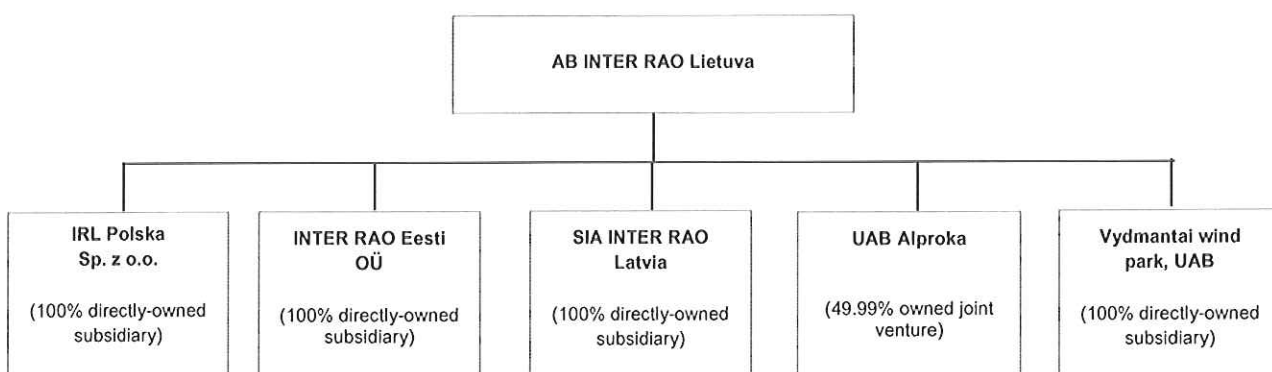 AB INTER RAO Lietuva
IRL Polska
Sp. z o.o.
(100% directly-owned
subsidiary)
INTER RAO Eesti
OÜ
(100% directly-owned
subsidiary)
SIA INTER RAO
Latvia
(100% directly-owned
subsidiary)
UAB Alproka
(49.99% owned joint
venture)
Vydmantai wind
park, UAB
(100% directly-owned
subsidiary)